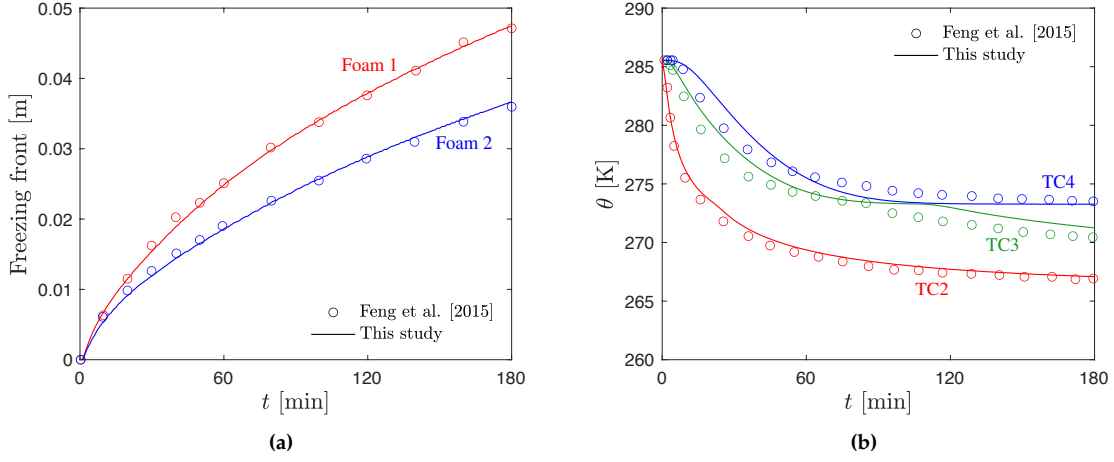 0.05
0.04
0.03
0.02
0.01
0
Freezing front [m]
0 60 120 180
t [min]
Foam 1
Foam 2
Feng et al. [2015]
This study
(a)
290
285
280
275
270
265
260
θ [K]
0 60 120 180
t [min]
Feng et al. [2015]
This study
TC4
TC3
TC2
(b)